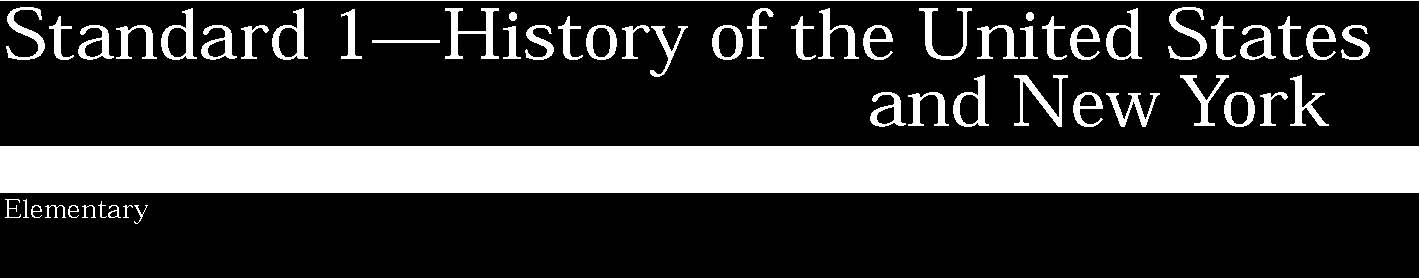 Standard 1—History of the United States
and New York
Elementary